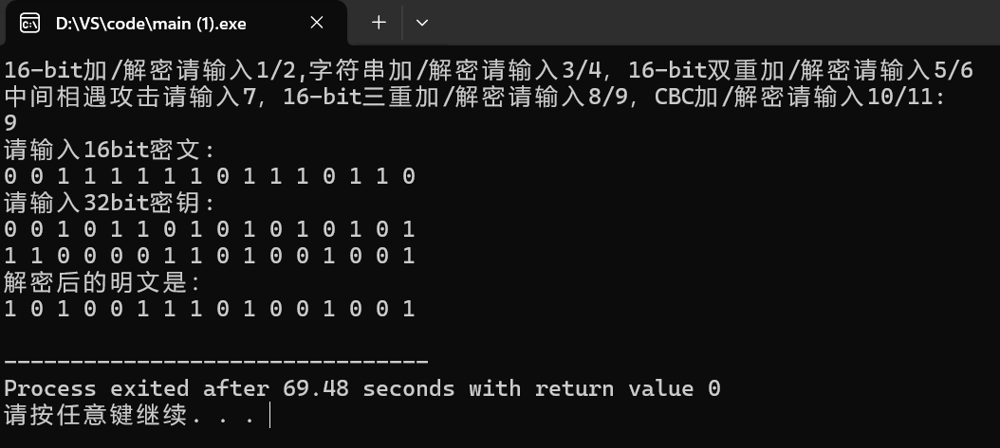 D:\VS\code\main (1).exe
16-bit加/解密请输入1/2,字符串加/解密请输入3/4，16-bit双重加/解密请输入5/6
中间相遇攻击请输入7，16-bit三重加/解密请输入8/9，CBC加/解密请输入10/11：
9
请输入16bit密文：
0 0 1 1 1 1 1 1 0 1 1 1 0 1 1 0
请输入32bit密钥：
0 0 1 0 1 1 0 1 0 1 0 1 0 1 0 1
1 1 0 0 0 0 1 1 0 1 0 0 1 0 0 1
解密后的明文是：
1 0 1 0 0 1 1 1 0 1 0 0 1 0 0 1
--------------------------------
Process exited after 69.48 seconds with return value 0
请按任意键继续. . .